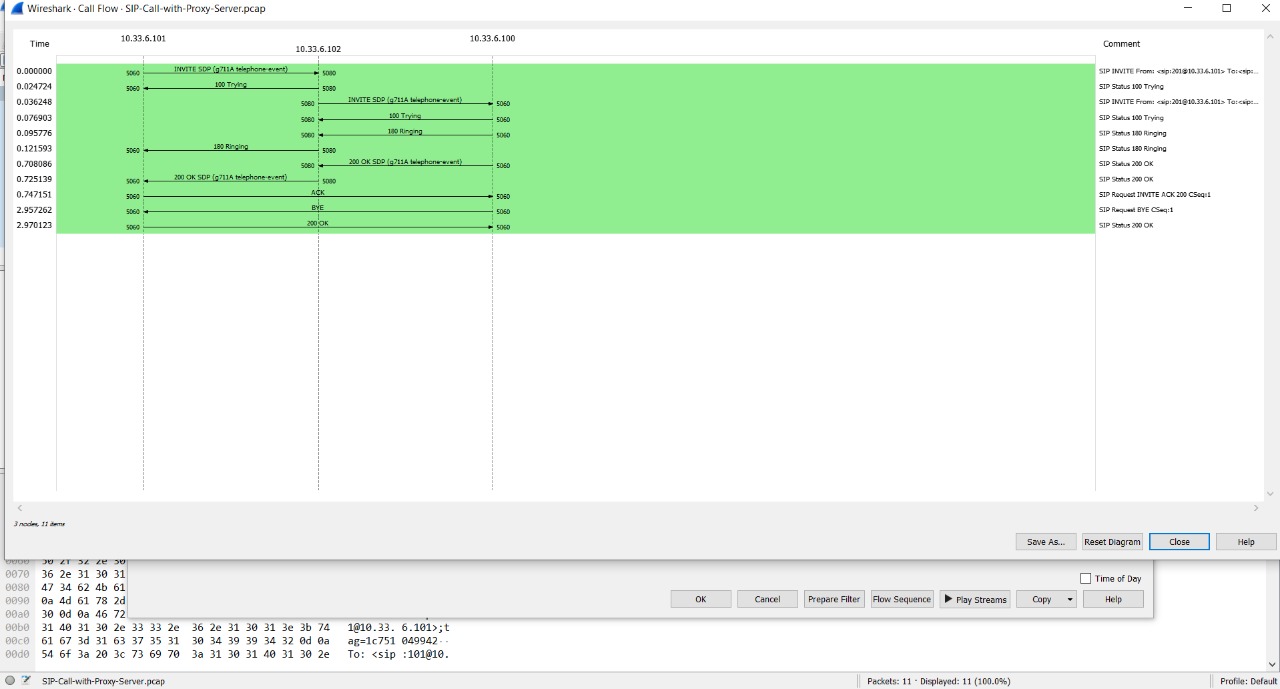 Wireshark · Call Flow · SIP-Call-with-Proxy-Server.pcap
Time 10.33.6.101 10.33.6.102 10.33.6.100 Comment
0.000000 5060 INVITE SDP (g711A telephone-event) 5080 SIP INVITE From: <sip:201@10.33.6.101> To:<sip:...
0.024724 5060 100 Trying 5080 SIP Status 100 Trying
0.036248 5080 INVITE SDP (g711A telephone-event) 5060 SIP INVITE From: <sip:201@10.33.6.101> To:<sip:...
0.076903 5080 100 Trying 5060 SIP Status 100 Trying
0.095776 5080 180 Ringing 5060 SIP Status 180 Ringing
0.121593 5060 180 Ringing 5080 SIP Status 180 Ringing
0.708086 5080 200 OK SDP (g711A telephone-event) 5060 SIP Status 200 OK
0.725139 5060 200 OK SDP (g711A telephone-event) 5080 SIP Status 200 OK
0.747151 5060 ACK 5060 SIP Request INVITE ACK 200 CSeq:1
2.957262 5060 BYE 5060 SIP Request BYE CSeq:1
2.970123 5060 200 OK 5060 SIP Status 200 OK
3 nodes, 11 items
Save As... Reset Diagram Close Help
0070 36 2e 31 30 31
Time of Day
0080 47 34 62 4b 61
0090 0a 4d 61 78 2d
OK Cancel Prepare Filter Flow Sequence Play Streams Copy Help
00a0 30 0d 0a 46 72
00b0 31 40 31 30 2e 33 33 2e 36 2e 31 30 31 3e 3b 74 1@10.33. 6.101>;t
00c0 61 67 3d 31 63 37 35 31 30 34 39 39 34 32 0d 0a ag=1c751 049942··
00d0 54 6f 3a 20 3c 73 69 70 3a 31 30 31 40 31 30 2e To: <sip :101@10.
SIP-Call-with-Proxy-Server.pcap Packets: 11 · Displayed: 11 (100.0%) Profile: Default